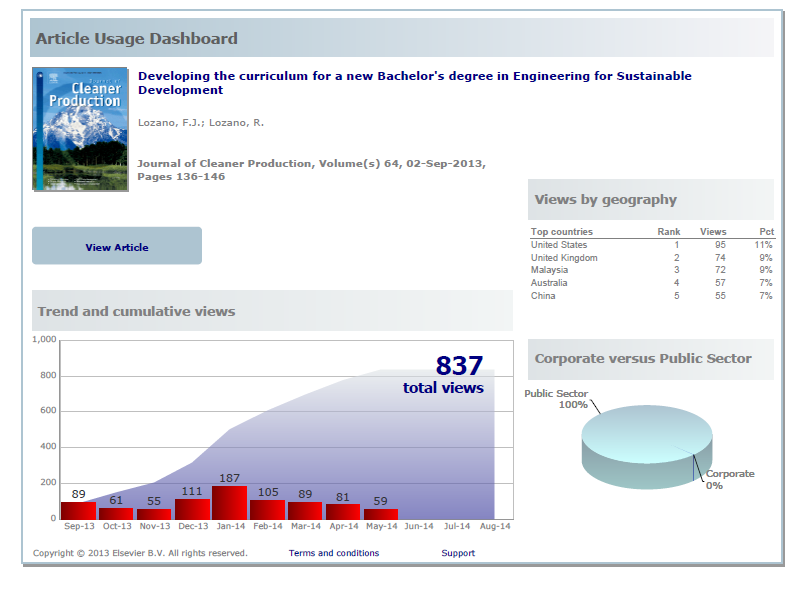 Article Usage Dashboard
Cleaner
Production
Developing the curriculum for a new Bachelor's degree in Engineering for Sustainable
Development
Lozano, F.J.; Lozano, R.
Journal of Cleaner Production, Volume(s) 64, 02-Sep-2013,
Pages 136-146
View Article
Views by geography
Top countries Rank Views Pct
United States 1 95 11%
United Kingdom 2 74 9%
Malaysia 3 72 9%
Australia 4 57 7%
China 5 55 7%
Trend and cumulative views
1,000
800
600
400
200
0
837
total views
89 61 55 111 187 105 89 81 59
Sep-13 Oct-13 Nov-13 Dec-13 Jan-14 Feb-14 Mar-14 Apr-14 May-14 Jun-14 Jul-14 Aug-14
Corporate versus Public Sector
Public Sector
100%
Corporate
0%
Copyright © 2013 Elsevier B.V. All rights reserved. Terms and conditions Support